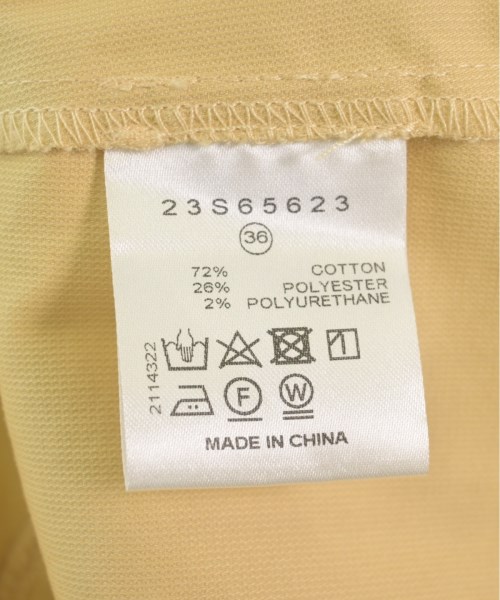 23S65623
36
72% COTTON
26% POLYESTER
2% POLYURETHANE
2114322
F W
MADE IN CHINA